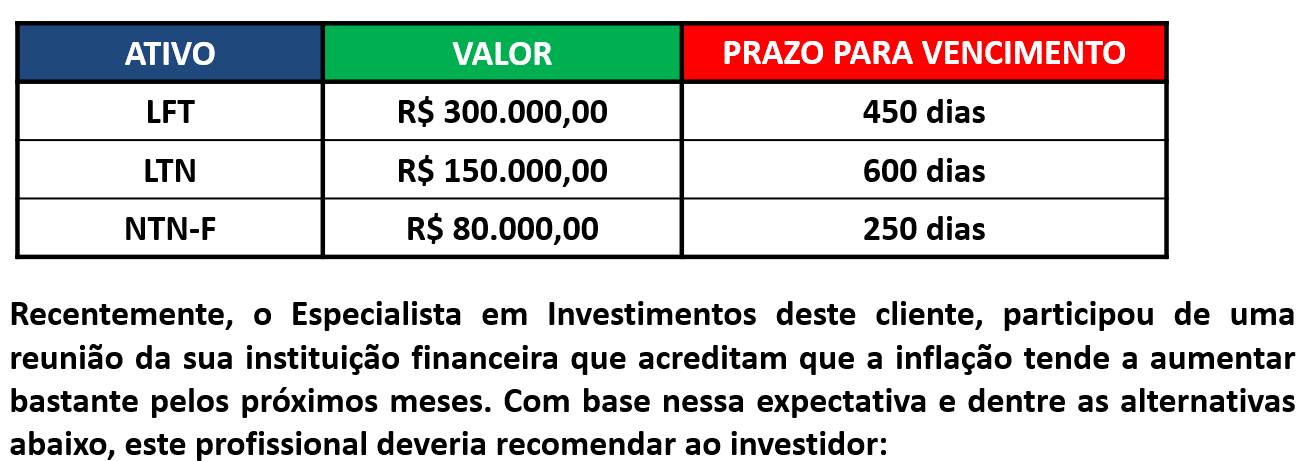 ATIVO VALOR PRAZO PARA VENCIMENTO
LFT R$ 300.000,00 450 dias
LTN R$ 150.000,00 600 dias
NTN-F R$ 80.000,00 250 dias
Recentemente, o Especialista em Investimentos deste cliente, participou de uma
reunião da sua instituição financeira que acreditam que a inflação tende a aumentar
bastante pelos próximos meses. Com base nessa expectativa e dentre as alternativas
abaixo, este profissional deveria recomendar ao investidor: